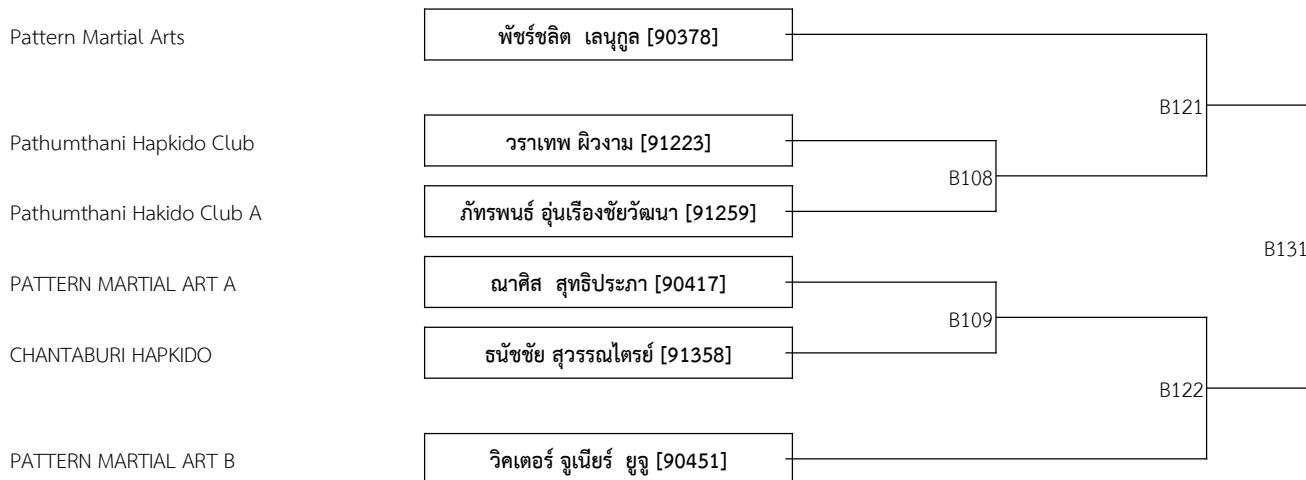 Pattern Martial Arts พัชร์ชลิต เลนุกูล [90378]
B121
Pathumthani Hapkido Club วราเทพ ผิวงาม [91223]
B108
Pathumthani Hakido Club A ภัทรพนธ์ อุ่นเรืองชัยวัฒนา [91259]
B131
PATTERN MARTIAL ART A ณาศิส สุทธิประภา [90417]
B109
CHANTABURI HAPKIDO ธนัชชัย สุวรรณไตรย์ [91358]
B122
PATTERN MARTIAL ART B วิคเตอร์ จูเนียร์ ยูจู [90451]